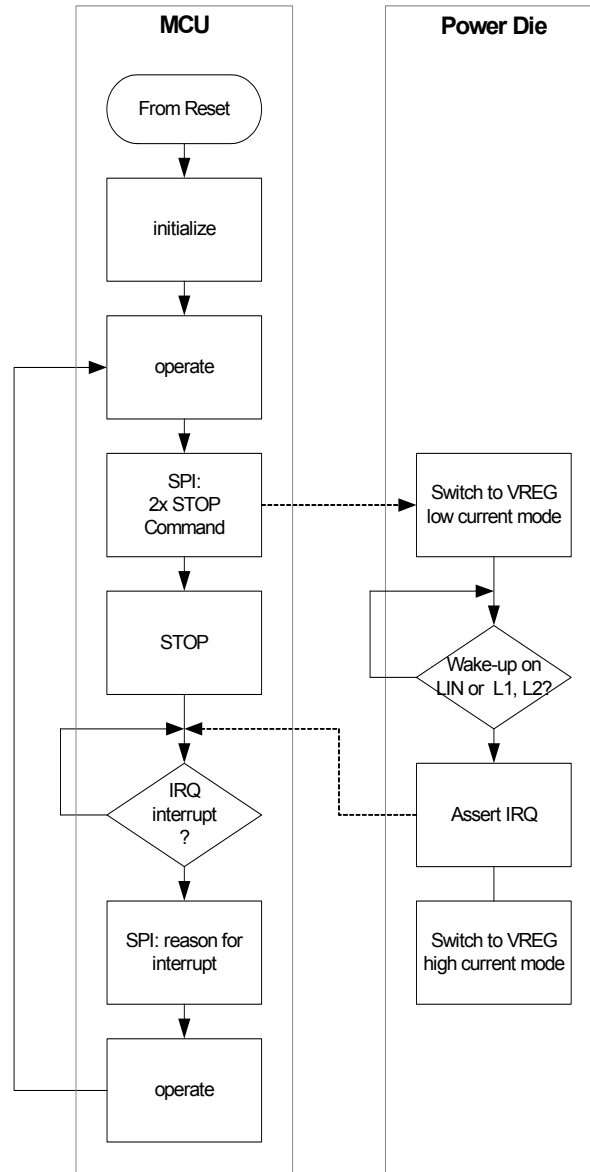 MCU
Power Die
From Reset
initialize
operate
SPI:
2x STOP
Command
Switch to VREG
low current mode
STOP
Wake-up on
LIN or L1, L2?
IRQ
interrupt
?
Assert IRQ
SPI: reason for
interrupt
Switch to VREG
high current mode
operate